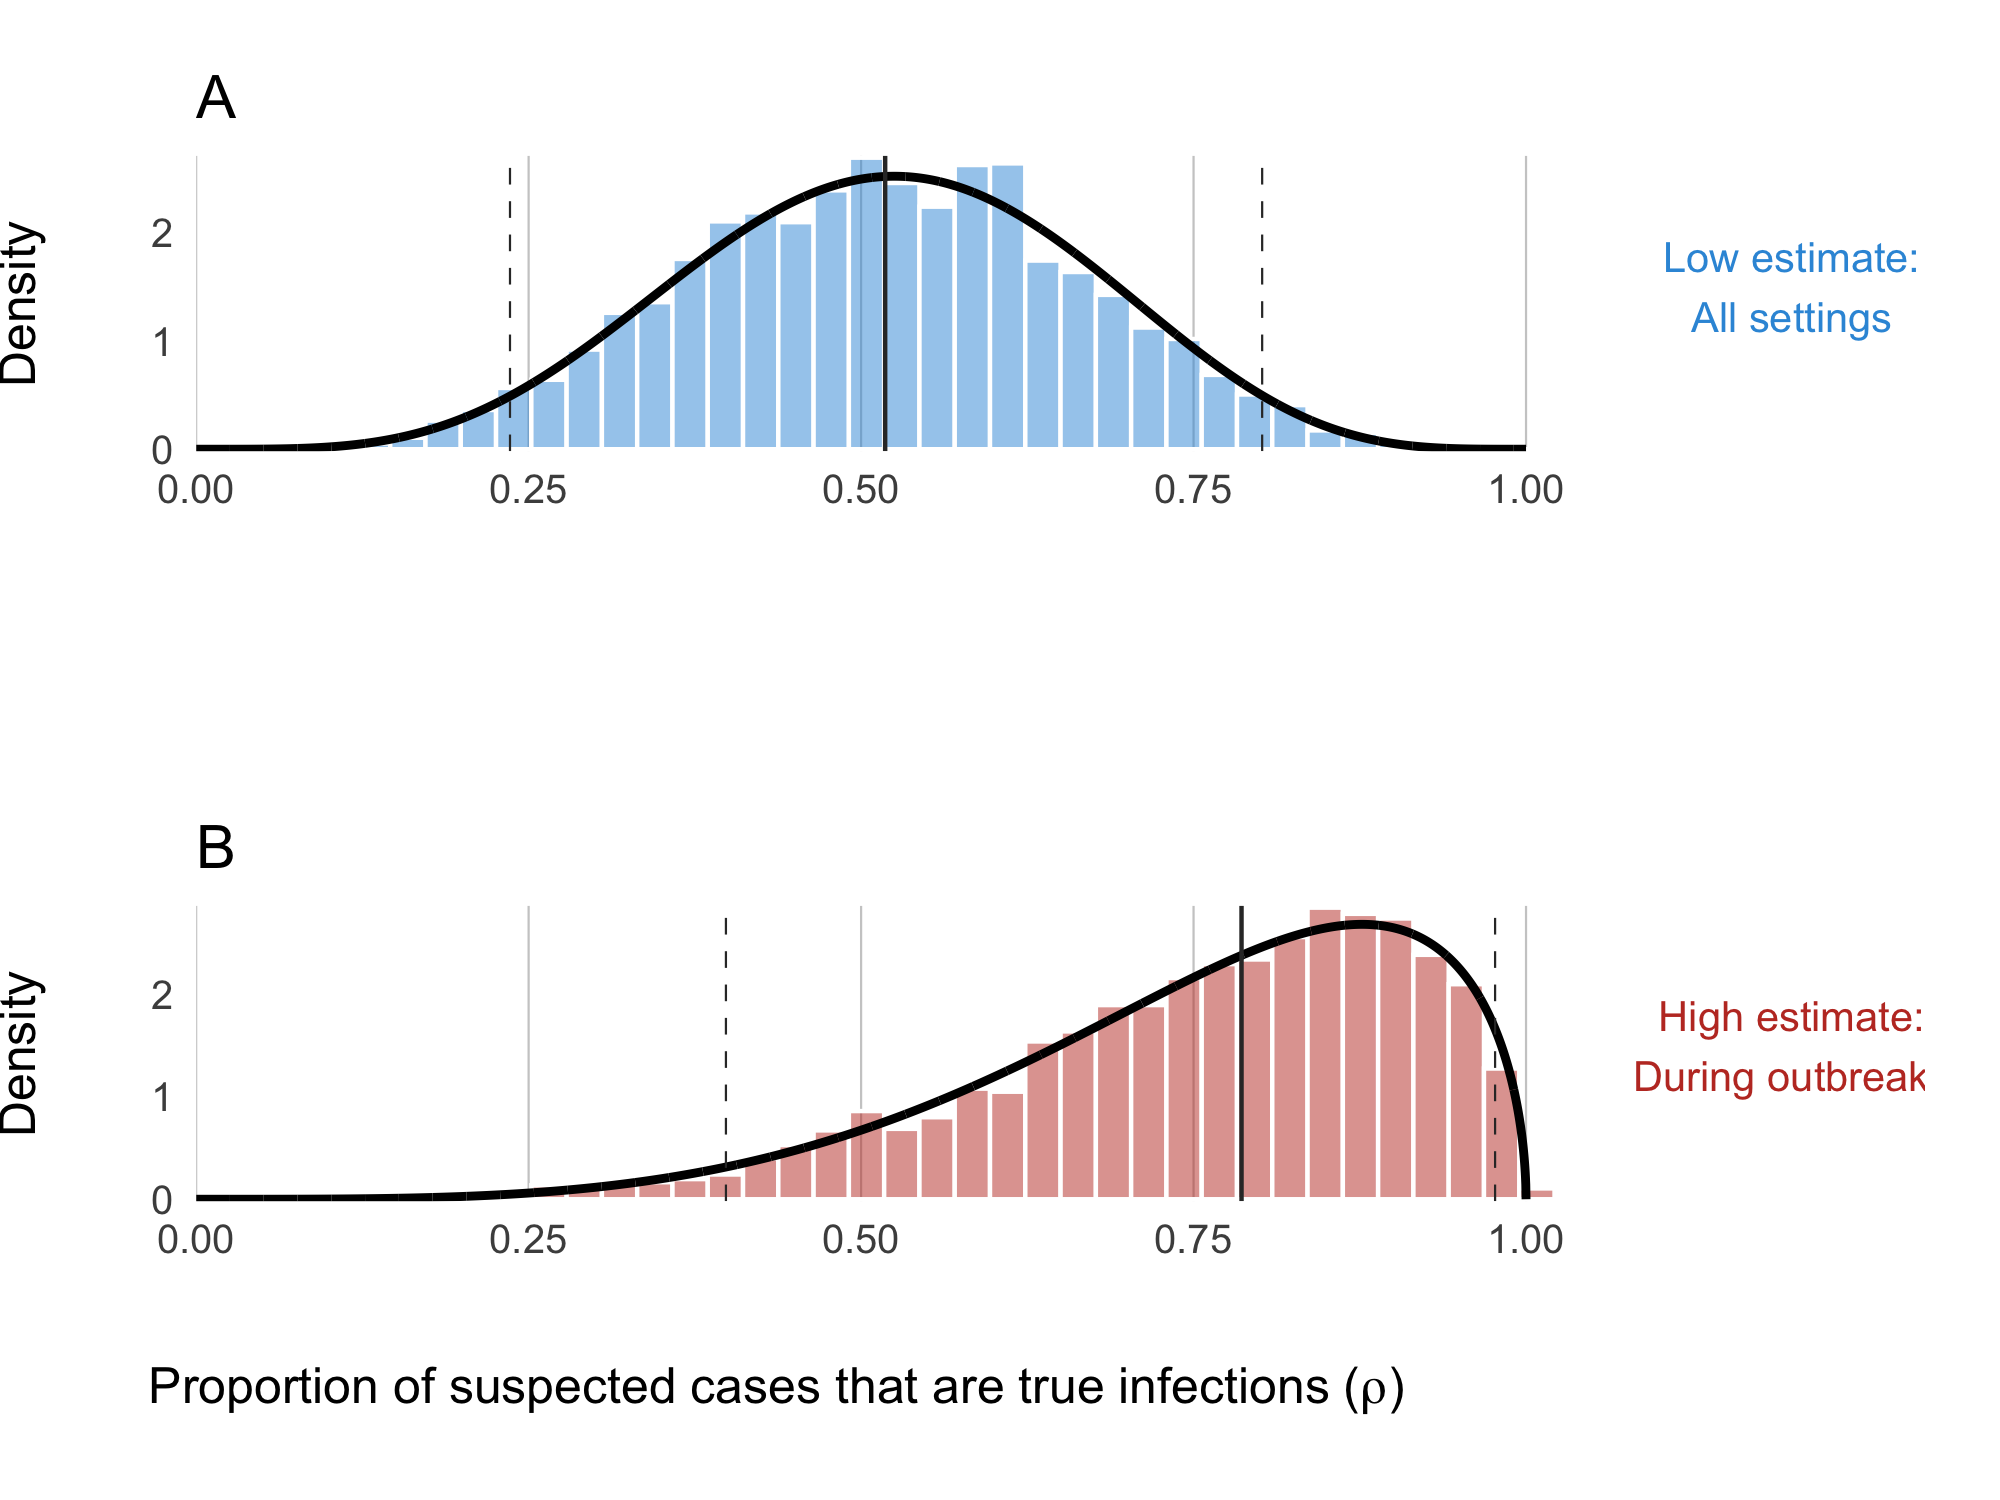 A
Density
2
1
0
0.00 0.25 0.50 0.75 1.00
Low estimate:
All settings
B
Density
2
1
0
0.00 0.25 0.50 0.75 1.00
High estimate:
During outbreak
Proportion of suspected cases that are true infections (ρ)